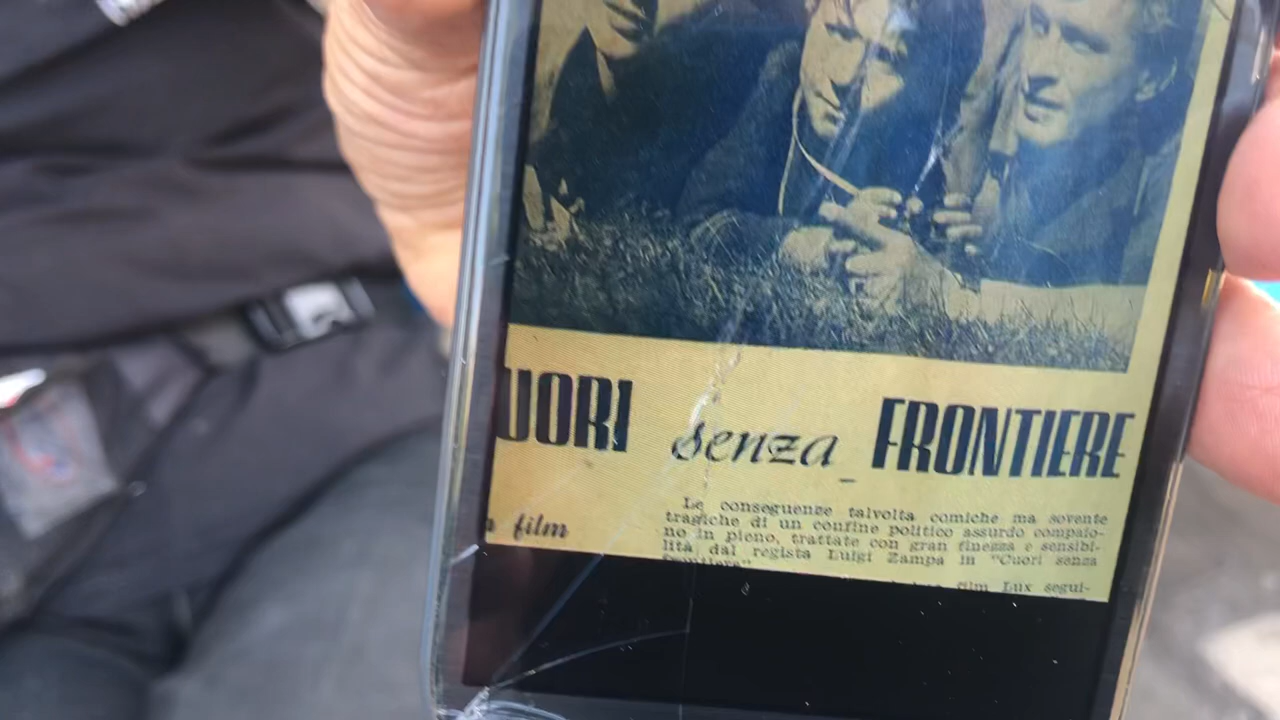 UORI senza FRONTIERE
film
Le conseguenze talvolta comiche ma sovente
tragiche di un confine politico assurdo compaio-
no in pieno, trattate con gran finezza e sensibi-
lità dal regista Luigi Zampa in "Cuori senza
film Lux segui-